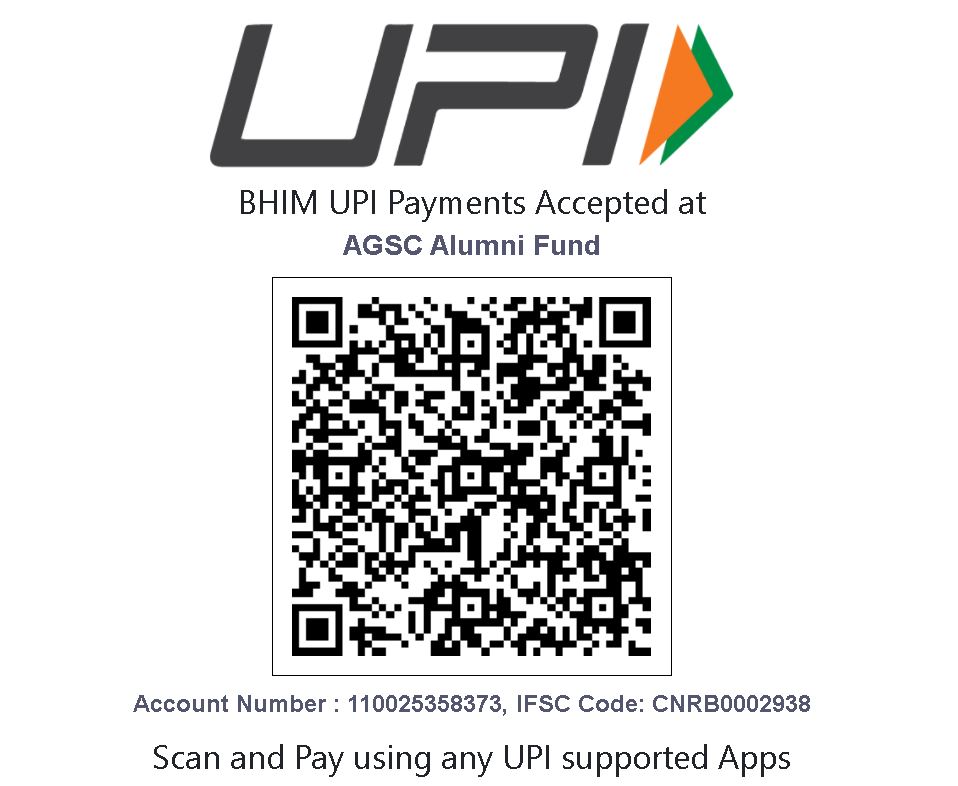 UPI
BHIM UPI Payments Accepted at
AGSC Alumni Fund
Account Number : 110025358373, IFSC Code: CNRB0002938
Scan and Pay using any UPI supported Apps